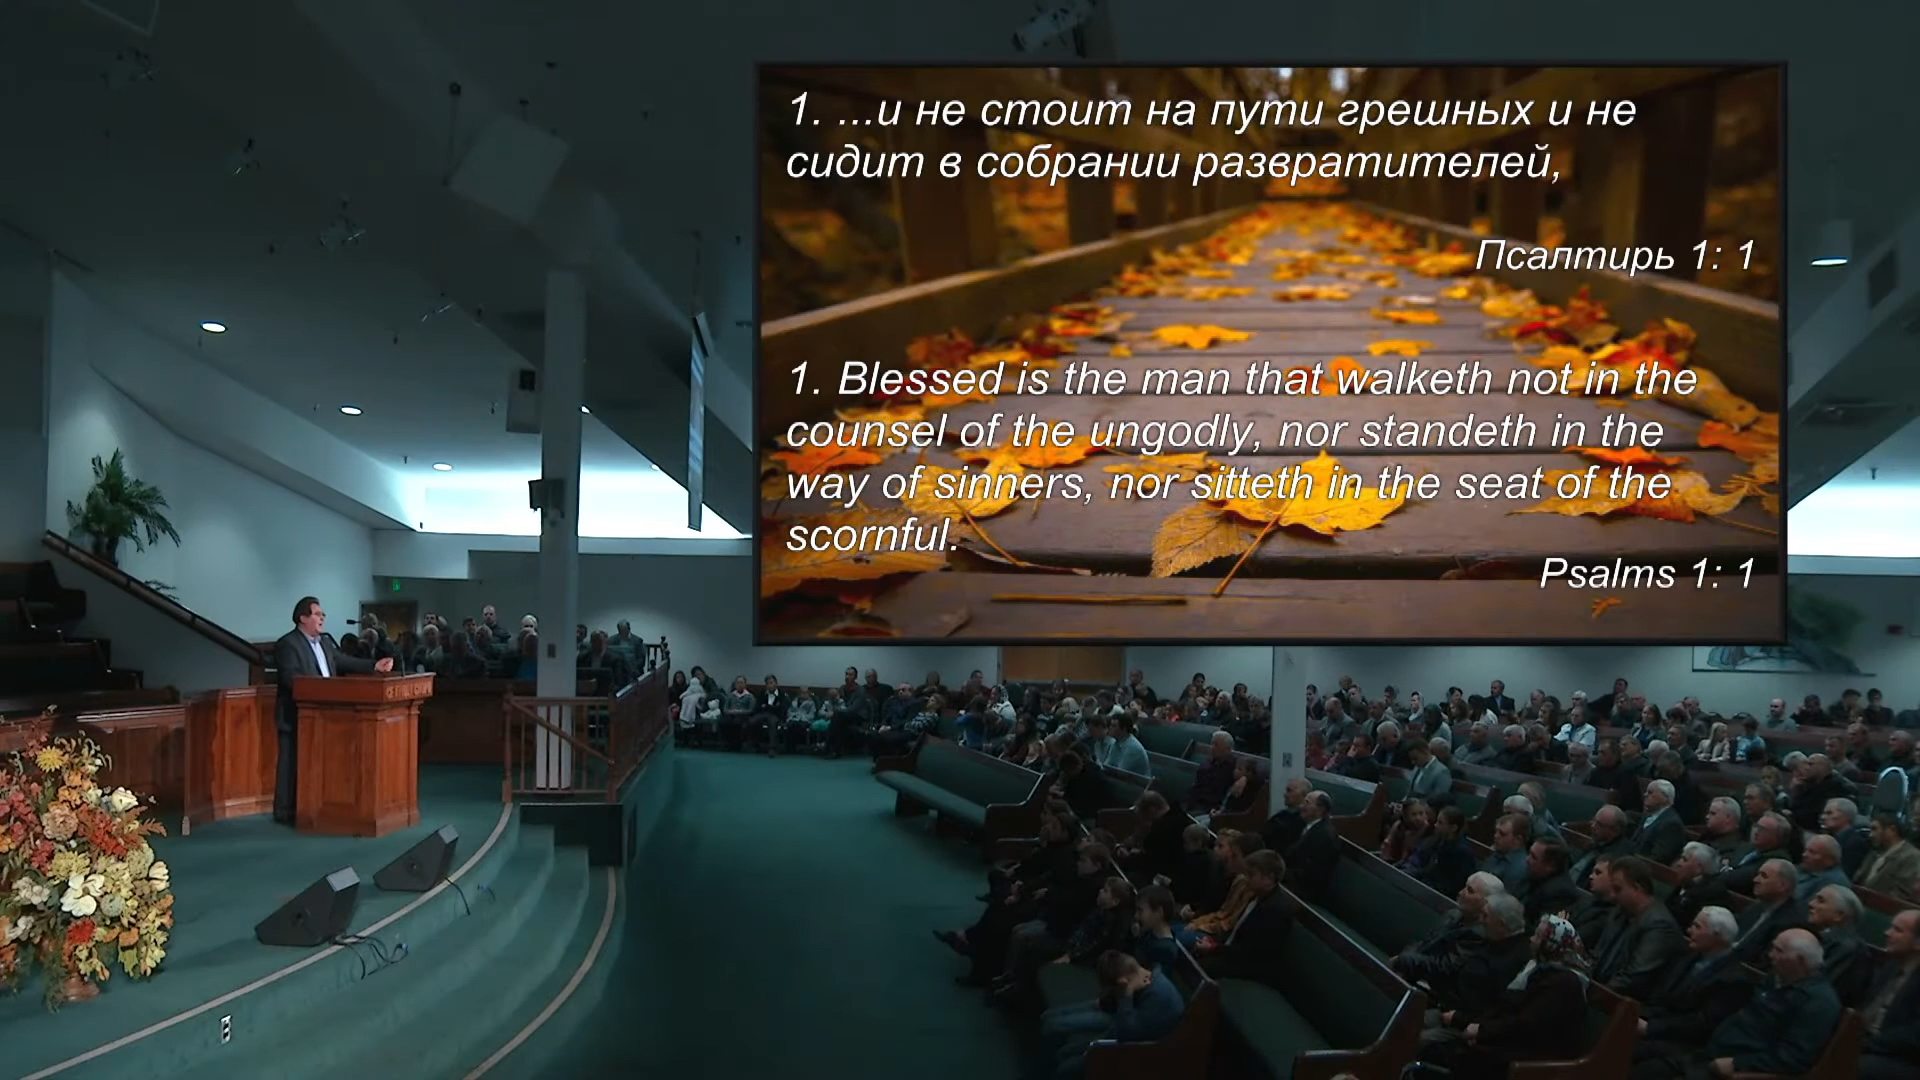 1. ...и не стоит на пути грешных и не
сидит в собрании развратителей,
Псалтирь 1: 1
1. Blessed is the man that walketh not in the
counsel of the ungodly, nor standeth in the
way of sinners, nor sitteth in the seat of the
scornful.
Psalms 1: 1